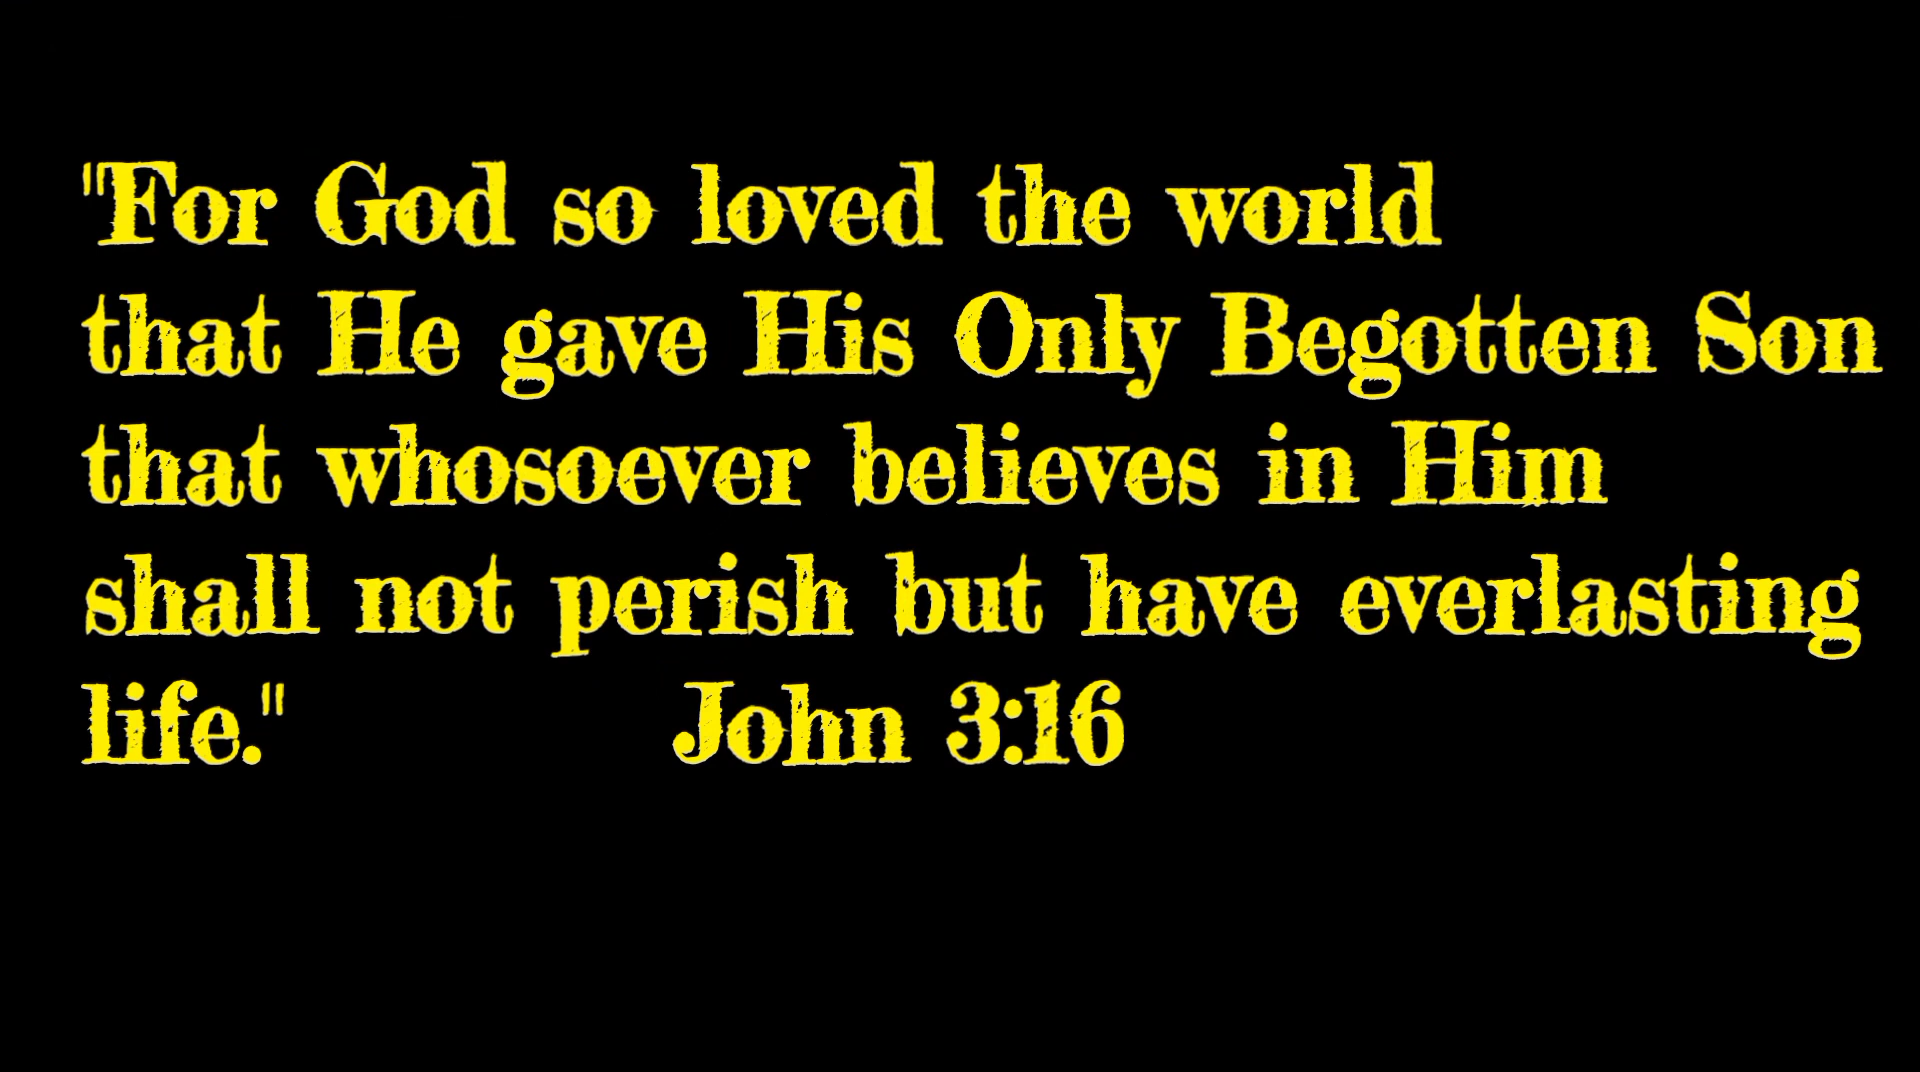 "For God so loved the world
that He gave His Only Begotten Son
that whosoever believes in Him
shall not perish but have everlasting
life." John 3:16